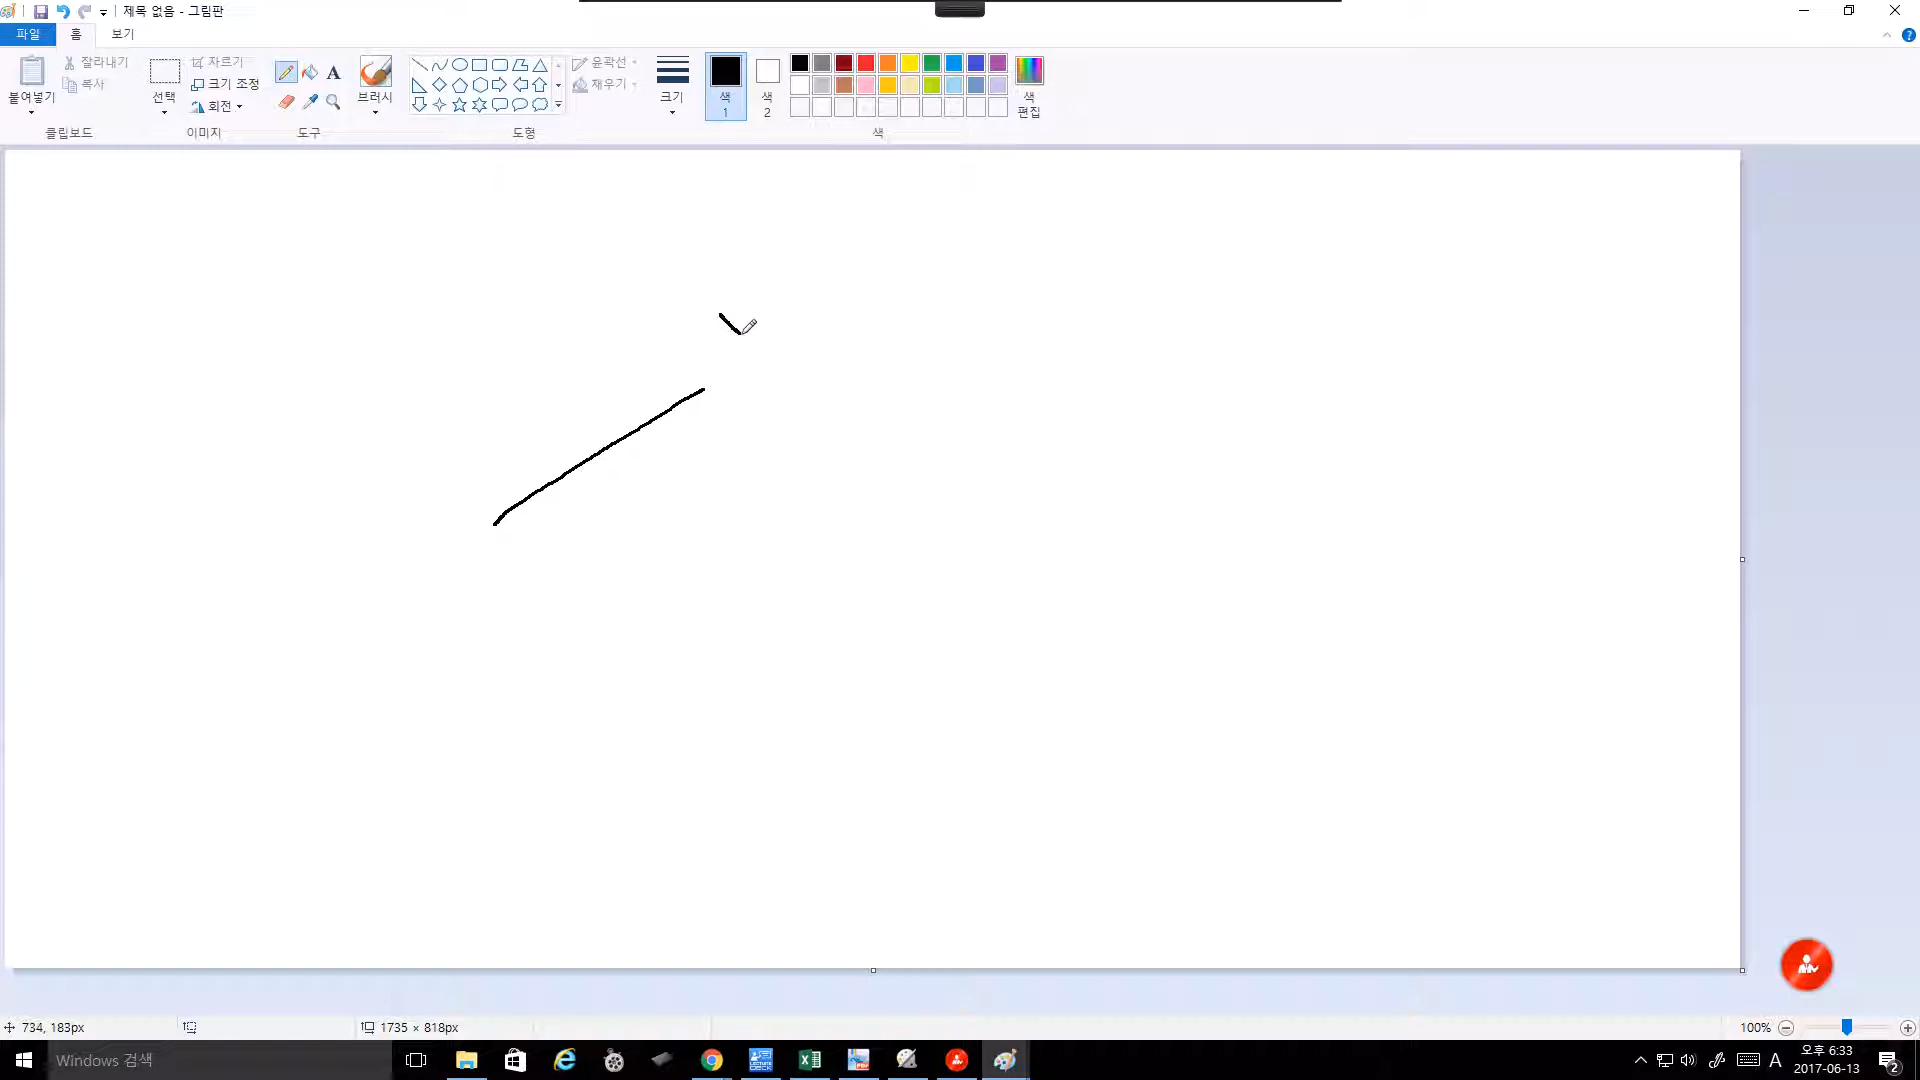 제목 없음 - 그림판
파일 홈 보기
붙여넣기 잘라내기 복사 클립보드
선택 자르기 크기 조정 회전 이미지
A
도구
브러시
윤곽선 채우기 도형
크기
색 1
색 2
색 편집
색
734, 183px 1735 × 818px 100%
Windows 검색
LECTURE DECK
PDF
A
오후 6:33
2017-06-13
2